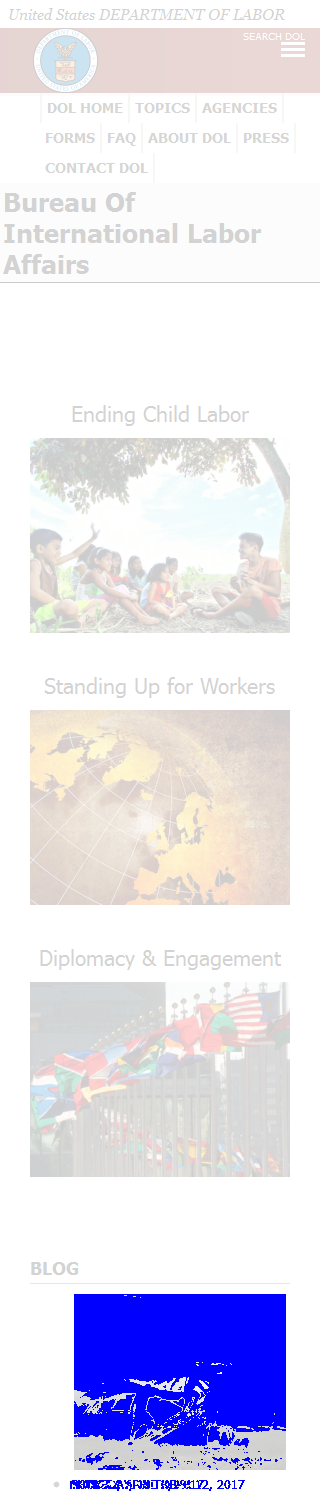 United States DEPARTMENT OF LABOR
SEARCH DOL
DOL HOME TOPICS AGENCIES
FORMS FAQ ABOUT DOL PRESS
CONTACT DOL
Bureau Of
International Labor
Affairs
Ending Child Labor
Standing Up for Workers
Diplomacy & Engagement
BLOG
2017